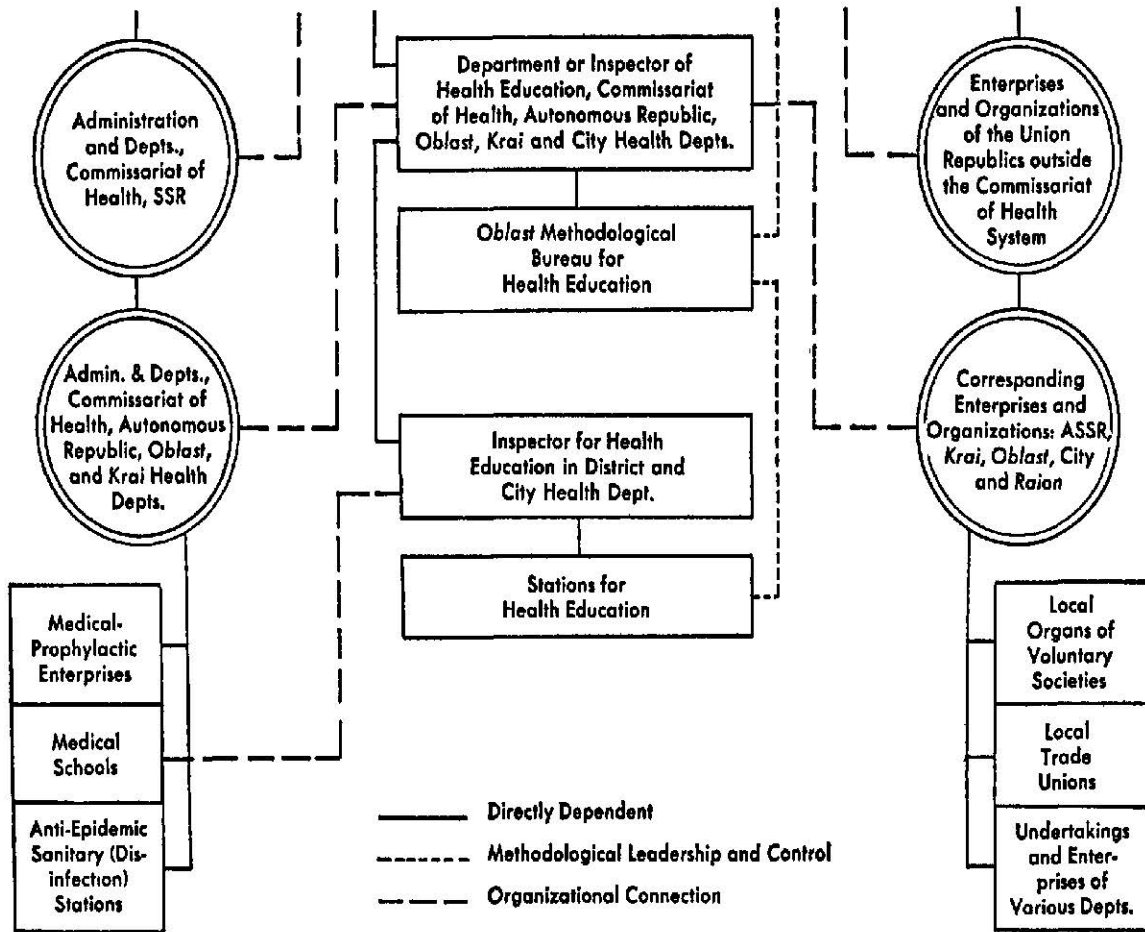 Administration
and Depts.,
Commissariat of
Health, SSR
Department or Inspector of
Health Education, Commissariat
of Health, Autonomous Republic,
Oblast, Krai and City Health Depts.
Enterprises
and Organizations
of the Union
Republics outside
the Commissariat
of Health
System
Oblast Methodological
Bureau for
Health Education
Admin. & Depts.,
Commissariat of
Health, Autonomous
Republic, Oblast,
and Krai Health
Depts.
Inspector for Health
Education in District and
City Health Dept.
Corresponding
Enterprises and
Organizations: ASSR,
Krai, Oblast, City
and Raion
Stations for
Health Education
Medical-
Prophylactic
Enterprises
Medical
Schools
Anti-Epidemic
Sanitary (Dis-
infection)
Stations
Local
Organs of
Voluntary
Societies
Local
Trade
Unions
Undertakings
and Enter-
prises of
Various Depts.
Directly Dependent
Methodological Leadership and Control
Organizational Connection